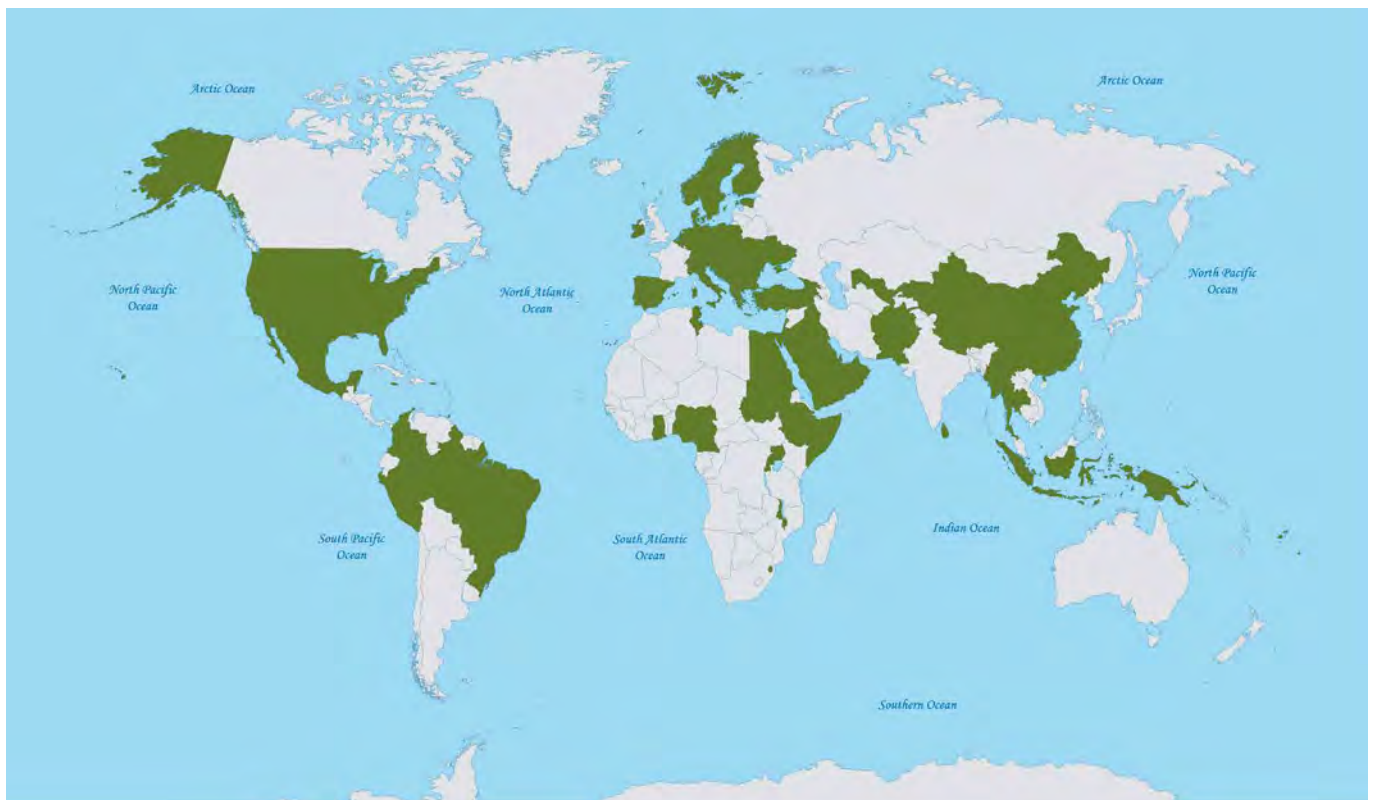 Arctic Ocean
Arctic Ocean
North Pacific
Ocean
North Atlantic
Ocean
North Pacific
Ocean
South Pacific
Ocean
South Atlantic
Ocean
Indian Ocean
Southern Ocean